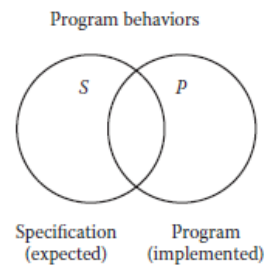 Program behaviors
S
P
Specification
(expected)
Program
(implemented)